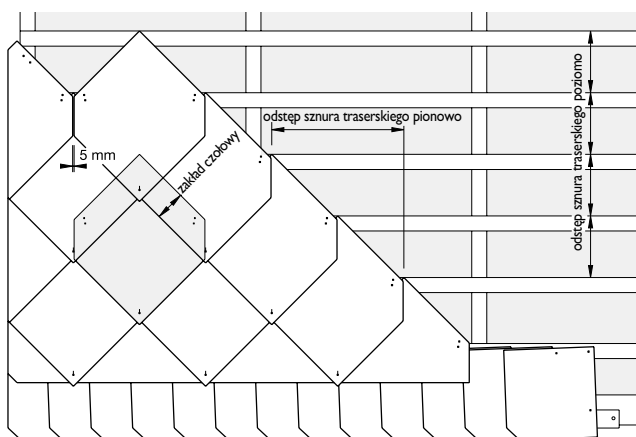 odstęp sznura traserskiego pionowo
5 mm
zakład czołowy
odstęp sznura traserskiego poziomo